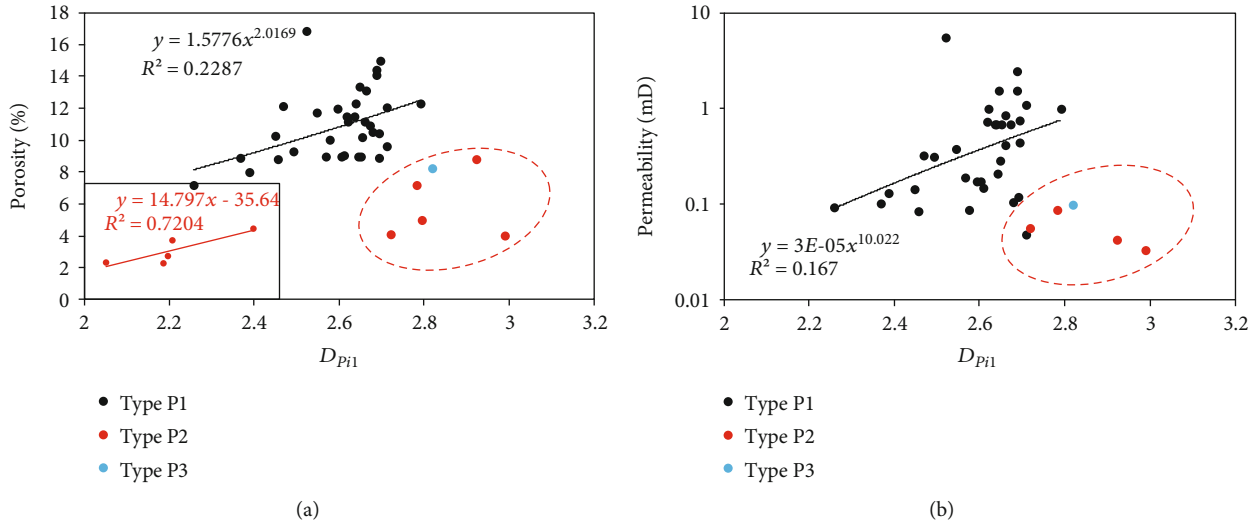 18
16
14
12
10
8
6
4
2
0
Porosity (%)
y = 1.5776x^2.0169
R² = 0.2287
y = 14.797x - 35.64
R² = 0.7204
2 2.2 2.4 2.6 2.8 3 3.2
D_Pi1
Type P1
Type P2
Type P3
(a)
10
1
0.1
0.01
Permeability (mD)
y = 3E-05x^10.022
R² = 0.167
2 2.2 2.4 2.6 2.8 3 3.2
D_Pi1
Type P1
Type P2
Type P3
(b)